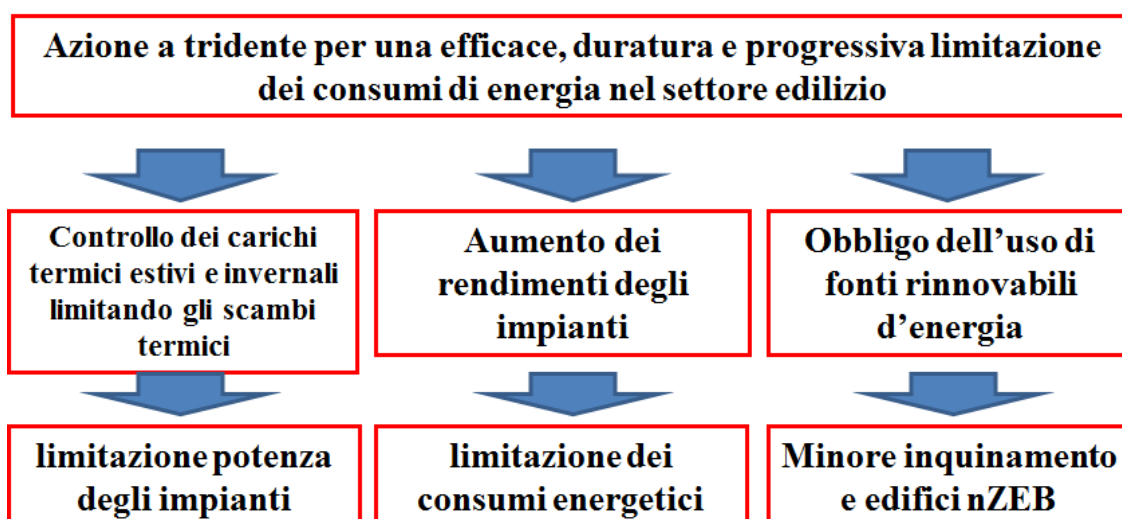 Azione a tridente per una efficace, duratura e progressiva limitazione
dei consumi di energia nel settore edilizio
Controllo dei carichi
termici estivi e invernali
limitando gli scambi
termici
Aumento dei
rendimenti degli
impianti
Obbligo dell’uso di
fonti rinnovabili
d’energia
limitazione potenza
degli impianti
limitazione dei
consumi energetici
Minore inquinamento
e edifici nZEB